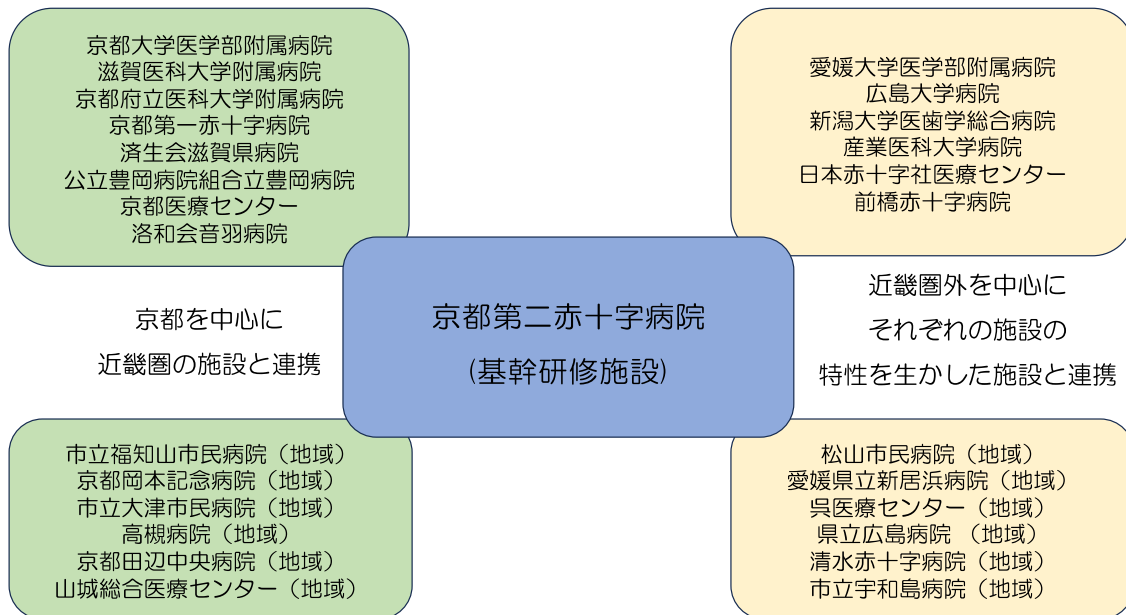 京都大学医学部附属病院
滋賀医科大学附属病院
京都府立医科大学附属病院
京都第一赤十字病院
済生会滋賀県病院
公立豊岡病院組合立豊岡病院
京都医療センター
洛和会音羽病院
愛媛大学医学部附属病院
広島大学病院
新潟大学医歯学総合病院
産業医科大学病院
日本赤十字社医療センター
前橋赤十字病院
京都を中心に
近畿圏の施設と連携
京都第二赤十字病院
(基幹研修施設)
近畿圏外を中心に
それぞれの施設の
特性を生かした施設と連携
市立福知山市民病院（地域）
京都岡本記念病院（地域）
市立大津市民病院（地域）
高槻病院（地域）
京都田辺中央病院（地域）
山城総合医療センター（地域）
松山市民病院（地域）
愛媛県立新居浜病院（地域）
呉医療センター（地域）
県立広島病院 （地域）
清水赤十字病院（地域）
市立宇和島病院（地域）